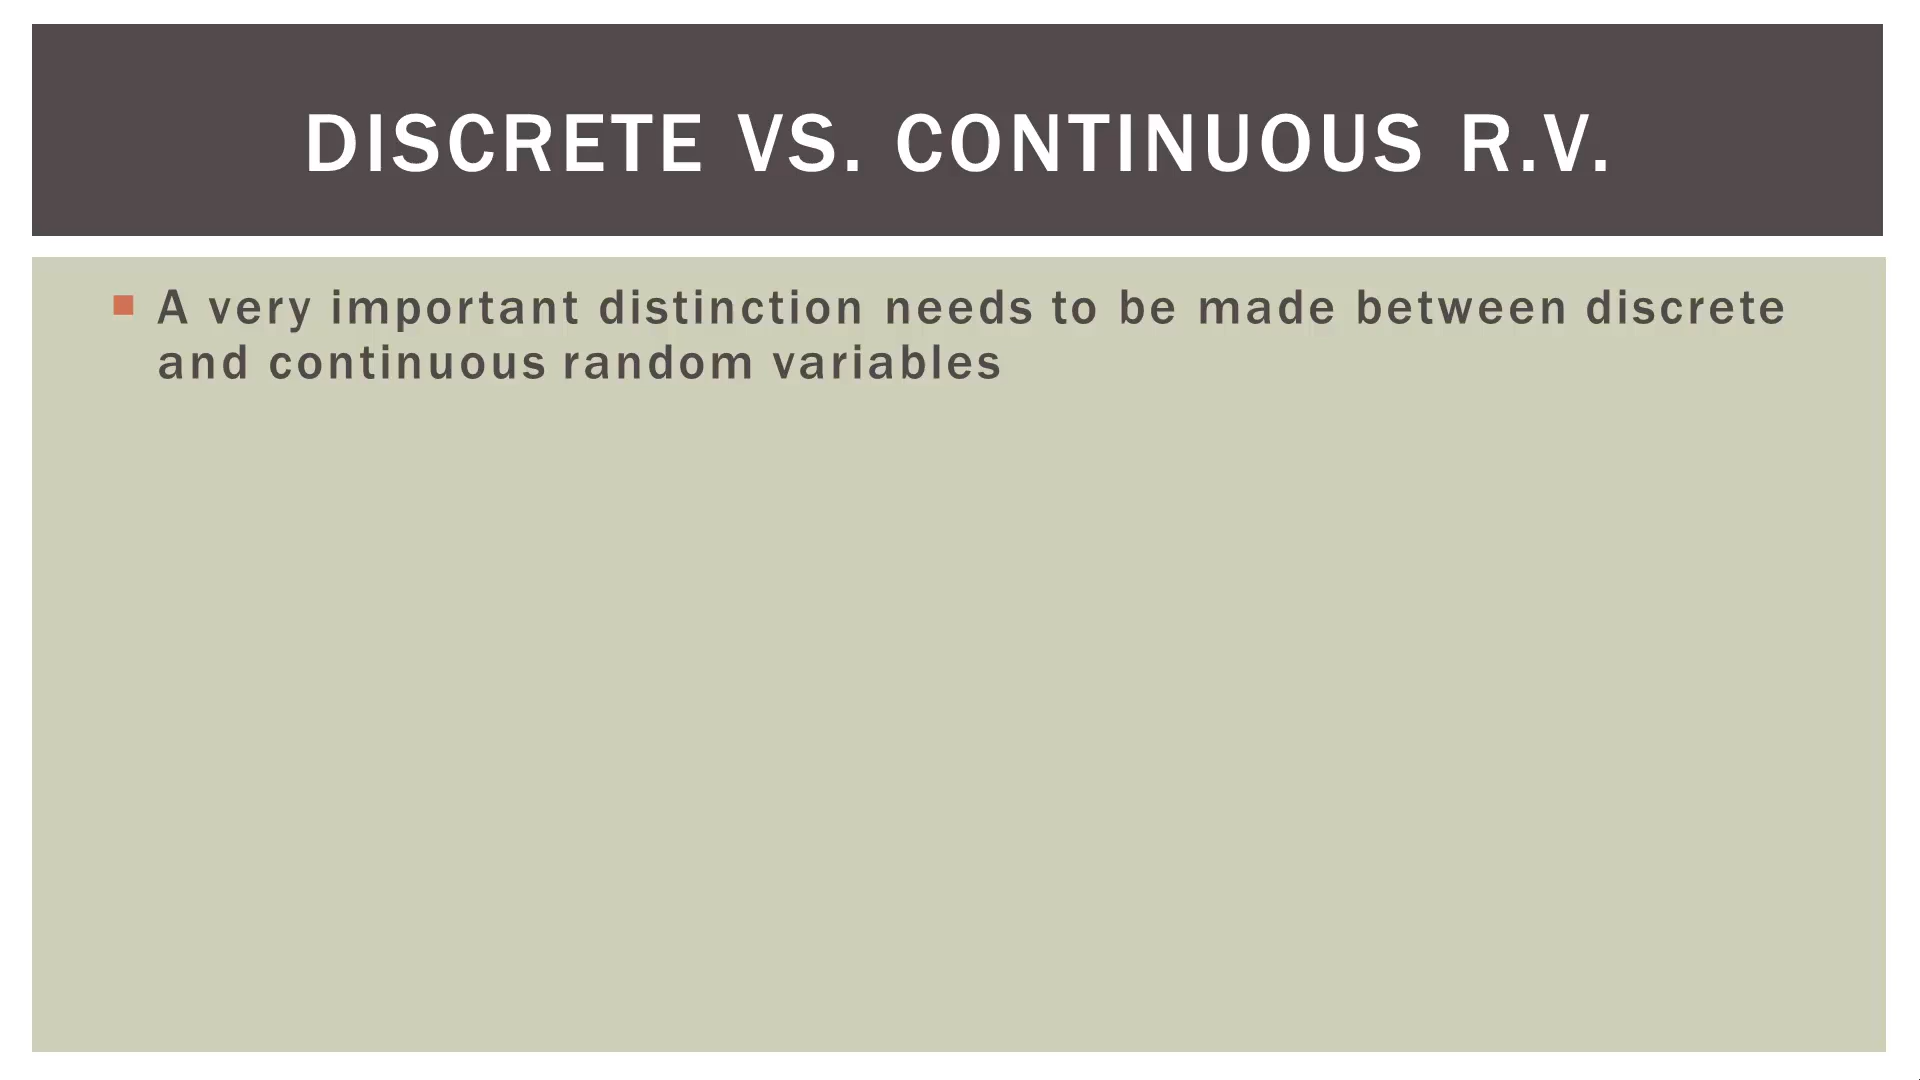 DISCRETE VS. CONTINUOUS R.V.
A very important distinction needs to be made between discrete
and continuous random variables